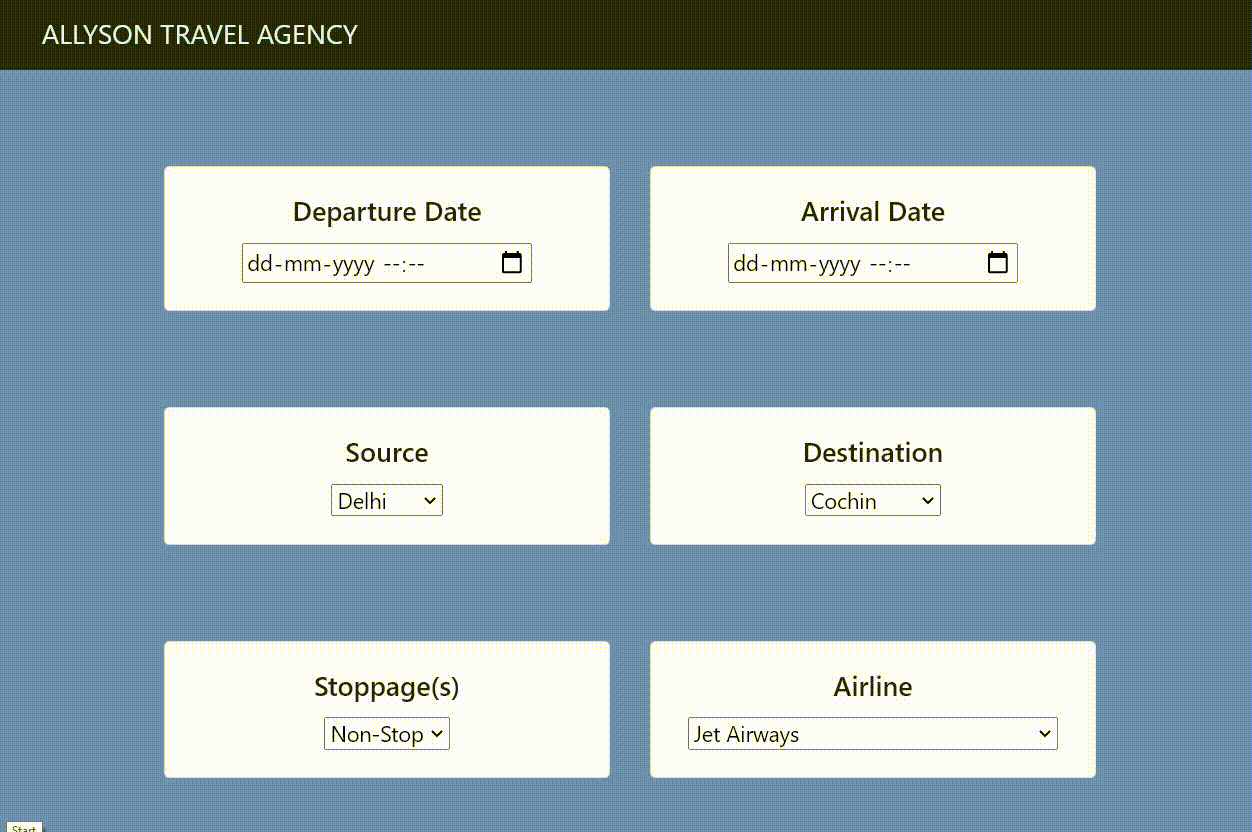 ALLYSON TRAVEL AGENCY
Departure Date
Arrival Date
dd-mm-yyyy --:--
dd-mm-yyyy --:--
Source
Destination
Delhi
Cochin
Stoppage(s)
Airline
Non-Stop
Jet Airways
Start